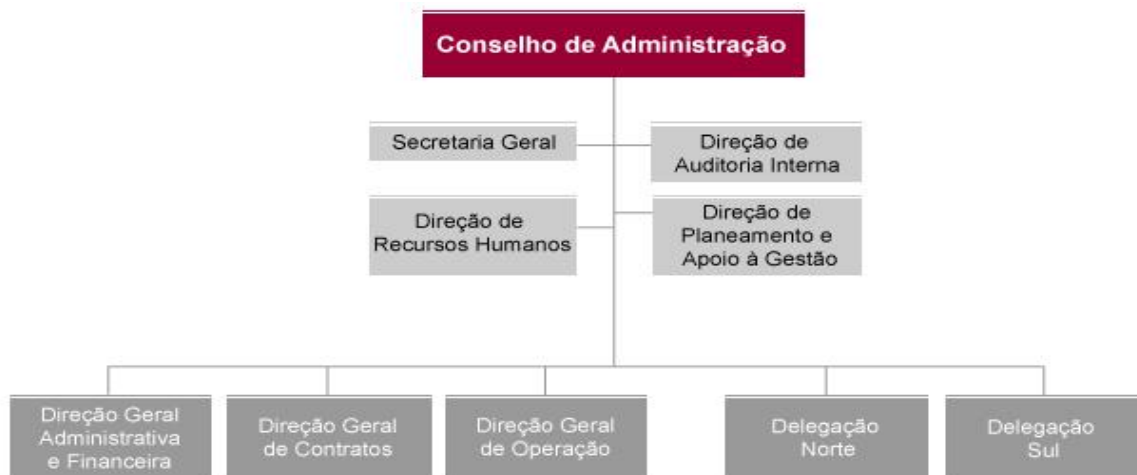 Conselho de Administração
Secretaria Geral
Direção de
Auditoria Interna
Direção de
Recursos Humanos
Direção de
Planeamento e
Apoio à Gestão
Direção Geral
Administrativa
e Financeira
Direção Geral
de Contratos
Direção Geral
de Operação
Delegação
Norte
Delegação
Sul